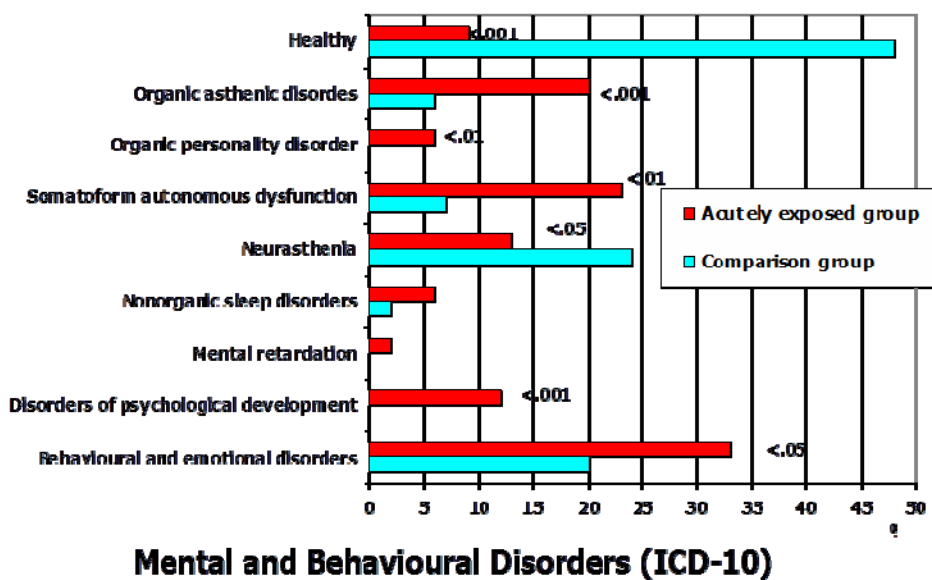 Healthy
<.001
Organic asthenic disordes
<.001
Organic personality disorder
<.01
Somatoform autonomous dysfunction
<.01
Acutely exposed group
Comparison group
Neurasthenia
<.05
Nonorganic sleep disorders
Mental retardation
Disorders of psychological development
<.001
Behavioural and emotional disorders
<.05
0 5 10 15 20 25 30 35 40 45 50
Mental and Behavioural Disorders (ICD-10)